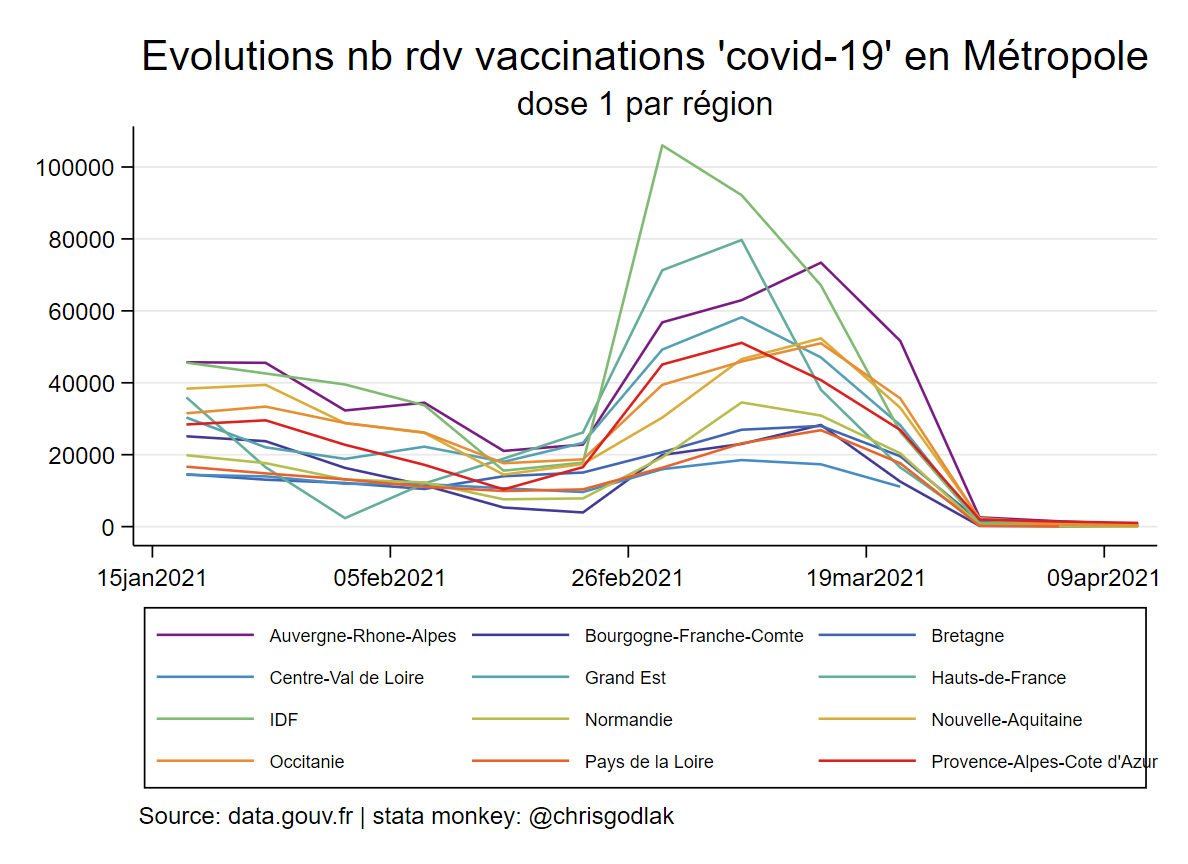 Evolutions nb rdv vaccinations 'covid-19' en Métropole
dose 1 par région
100000
80000
60000
40000
20000
0
15jan2021 05feb2021 26feb2021 19mar2021 09apr2021
Auvergne-Rhone-Alpes Bourgogne-Franche-Comte Bretagne
Centre-Val de Loire Grand Est Hauts-de-France
IDF Normandie Nouvelle-Aquitaine
Occitanie Pays de la Loire Provence-Alpes-Cote d'Azur
Source: data.gouv.fr | stata monkey: @chrisgodlak